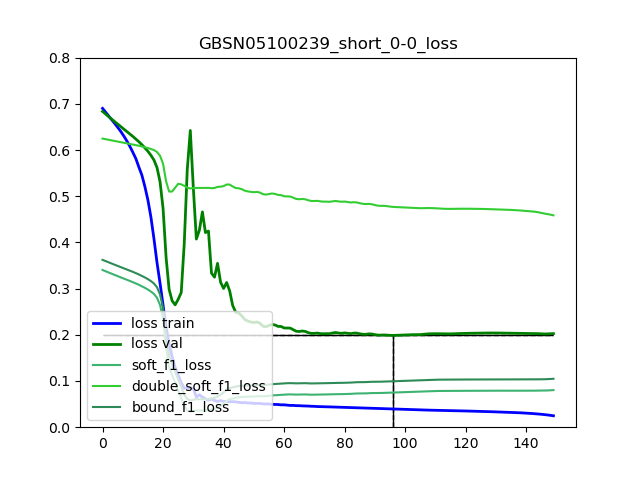 GBSN05100239_short_0-0_loss
0.8
0.7
0.6
0.5
0.4
0.3
0.2
0.1
0.0
loss train
loss val
soft_f1_loss
double_soft_f1_loss
bound_f1_loss
0 20 40 60 80 100 120 140